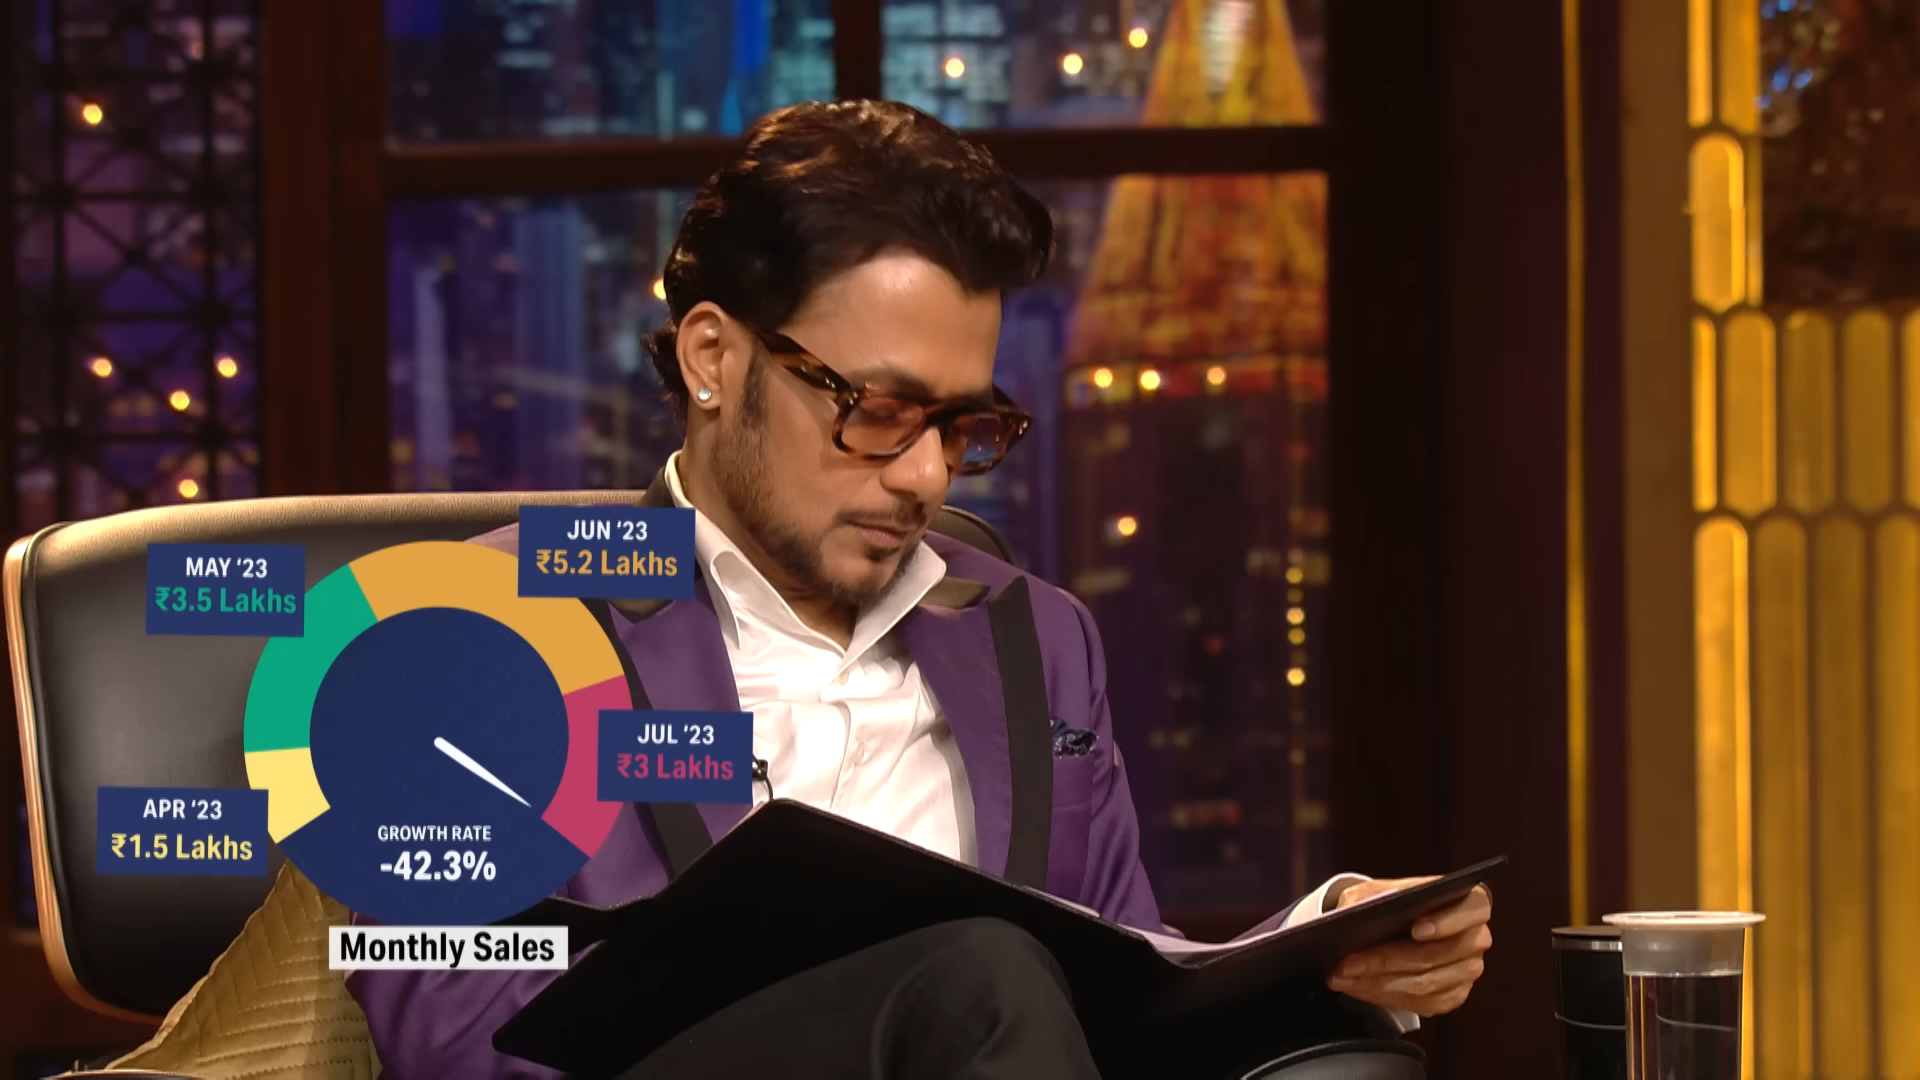 JUN '23
₹5.2 Lakhs
MAY '23
₹3.5 Lakhs
JUL '23
₹3 Lakhs
APR '23
₹1.5 Lakhs
GROWTH RATE
-42.3%
Monthly Sales